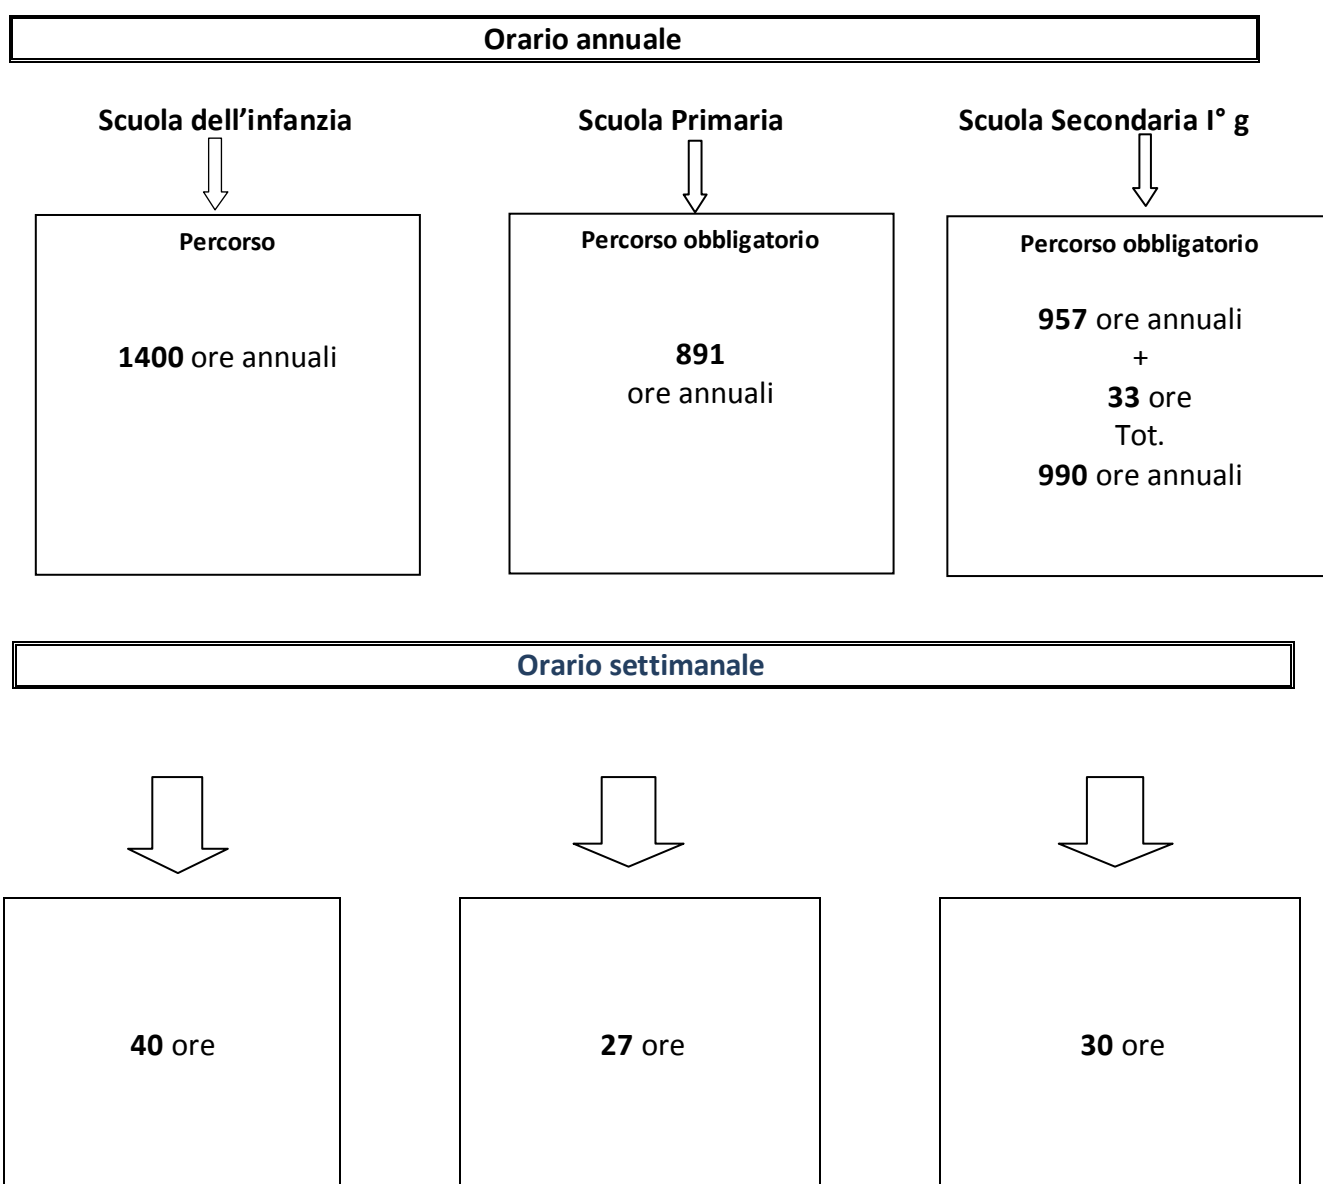 Orario annuale
Scuola dell’infanzia
Scuola Primaria
Scuola Secondaria I° g
Percorso
1400 ore annuali
Percorso obbligatorio
891
ore annuali
Percorso obbligatorio
957 ore annuali
+
33 ore
Tot.
990 ore annuali
Orario settimanale
40 ore
27 ore
30 ore